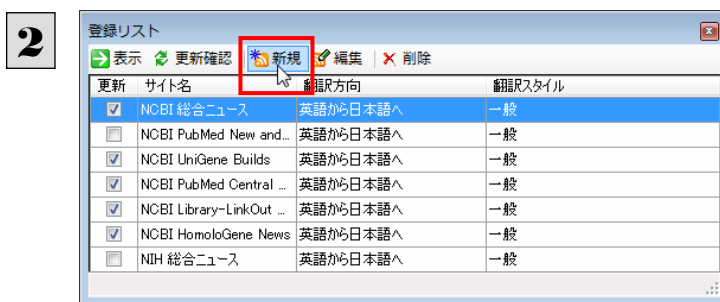 2
登録リスト
表示 更新確認 新規 編集 削除
更新 サイト名 翻訳方向 翻訳スタイル
NCBI 総合ニュース 英語から日本語へ 一般
NCBI PubMed New and... 英語から日本語へ 一般
NCBI UniGene Builds 英語から日本語へ 一般
NCBI PubMed Central ... 英語から日本語へ 一般
NCBI Library-LinkOut ... 英語から日本語へ 一般
NCBI HomoloGene News 英語から日本語へ 一般
NIH 総合ニュース 英語から日本語へ 一般